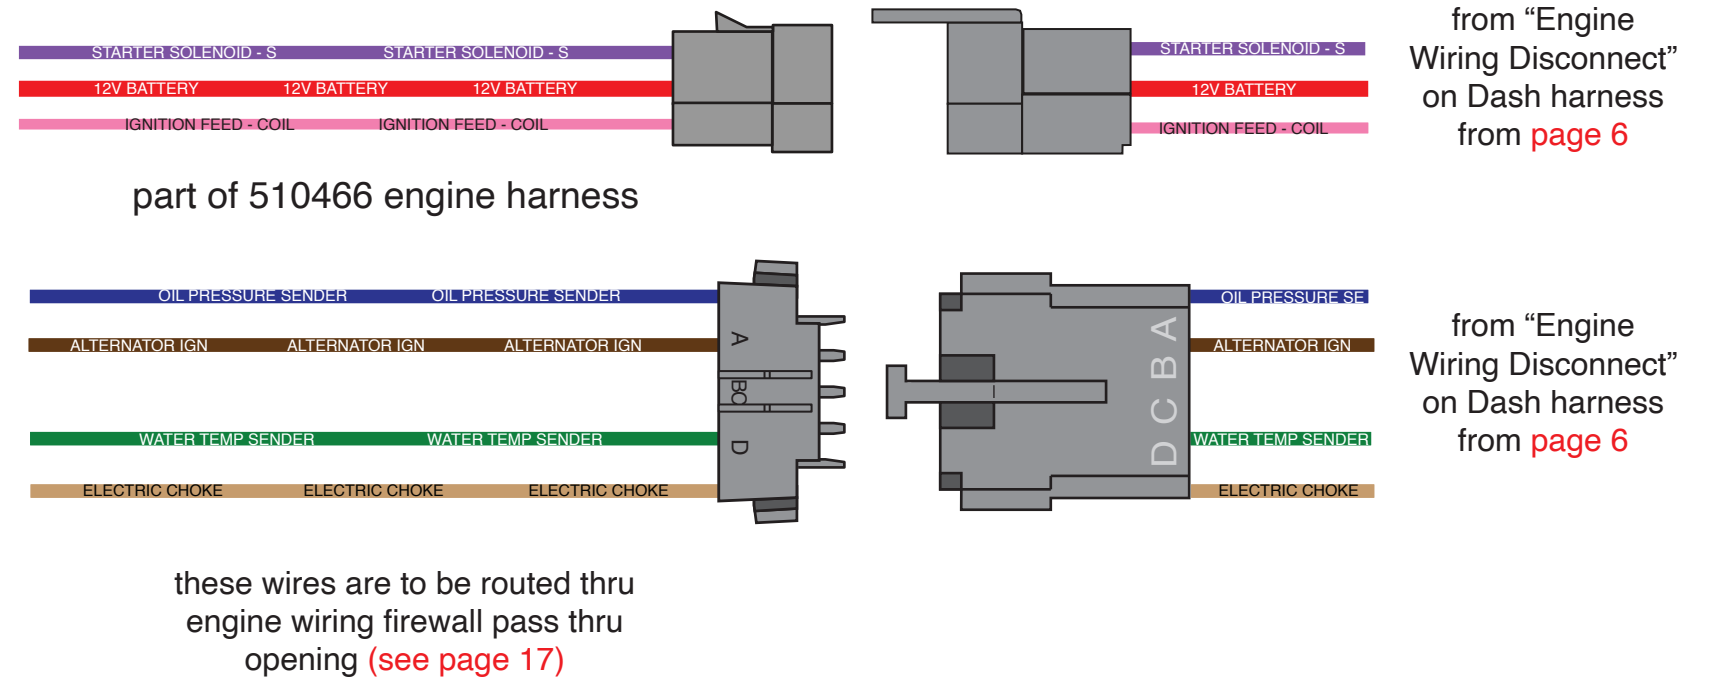 STARTER SOLENOID - S STARTER SOLENOID - S
12V BATTERY 12V BATTERY 12V BATTERY
IGNITION FEED - COIL IGNITION FEED - COIL
STARTER SOLENOID - S
12V BATTERY
IGNITION FEED - COIL
from “Engine
Wiring Disconnect”
on Dash harness
from page 6
part of 510466 engine harness
OIL PRESSURE SENDER OIL PRESSURE SENDER
ALTERNATOR IGN ALTERNATOR IGN ALTERNATOR IGN
WATER TEMP SENDER WATER TEMP SENDER
ELECTRIC CHOKE ELECTRIC CHOKE ELECTRIC CHOKE
A
BC
D
D C B A
OIL PRESSURE SE
ALTERNATOR IGN
WATER TEMP SENDER
ELECTRIC CHOKE
from “Engine
Wiring Disconnect”
on Dash harness
from page 6
these wires are to be routed thru
engine wiring firewall pass thru
opening (see page 17)